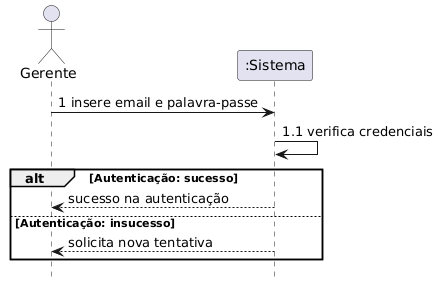 Gerente
:Sistema
1 insere email e palavra-passe
1.1 verifica credenciais
alt [Autenticação: sucesso]
sucesso na autenticação
[Autenticação: insucesso]
solicita nova tentativa